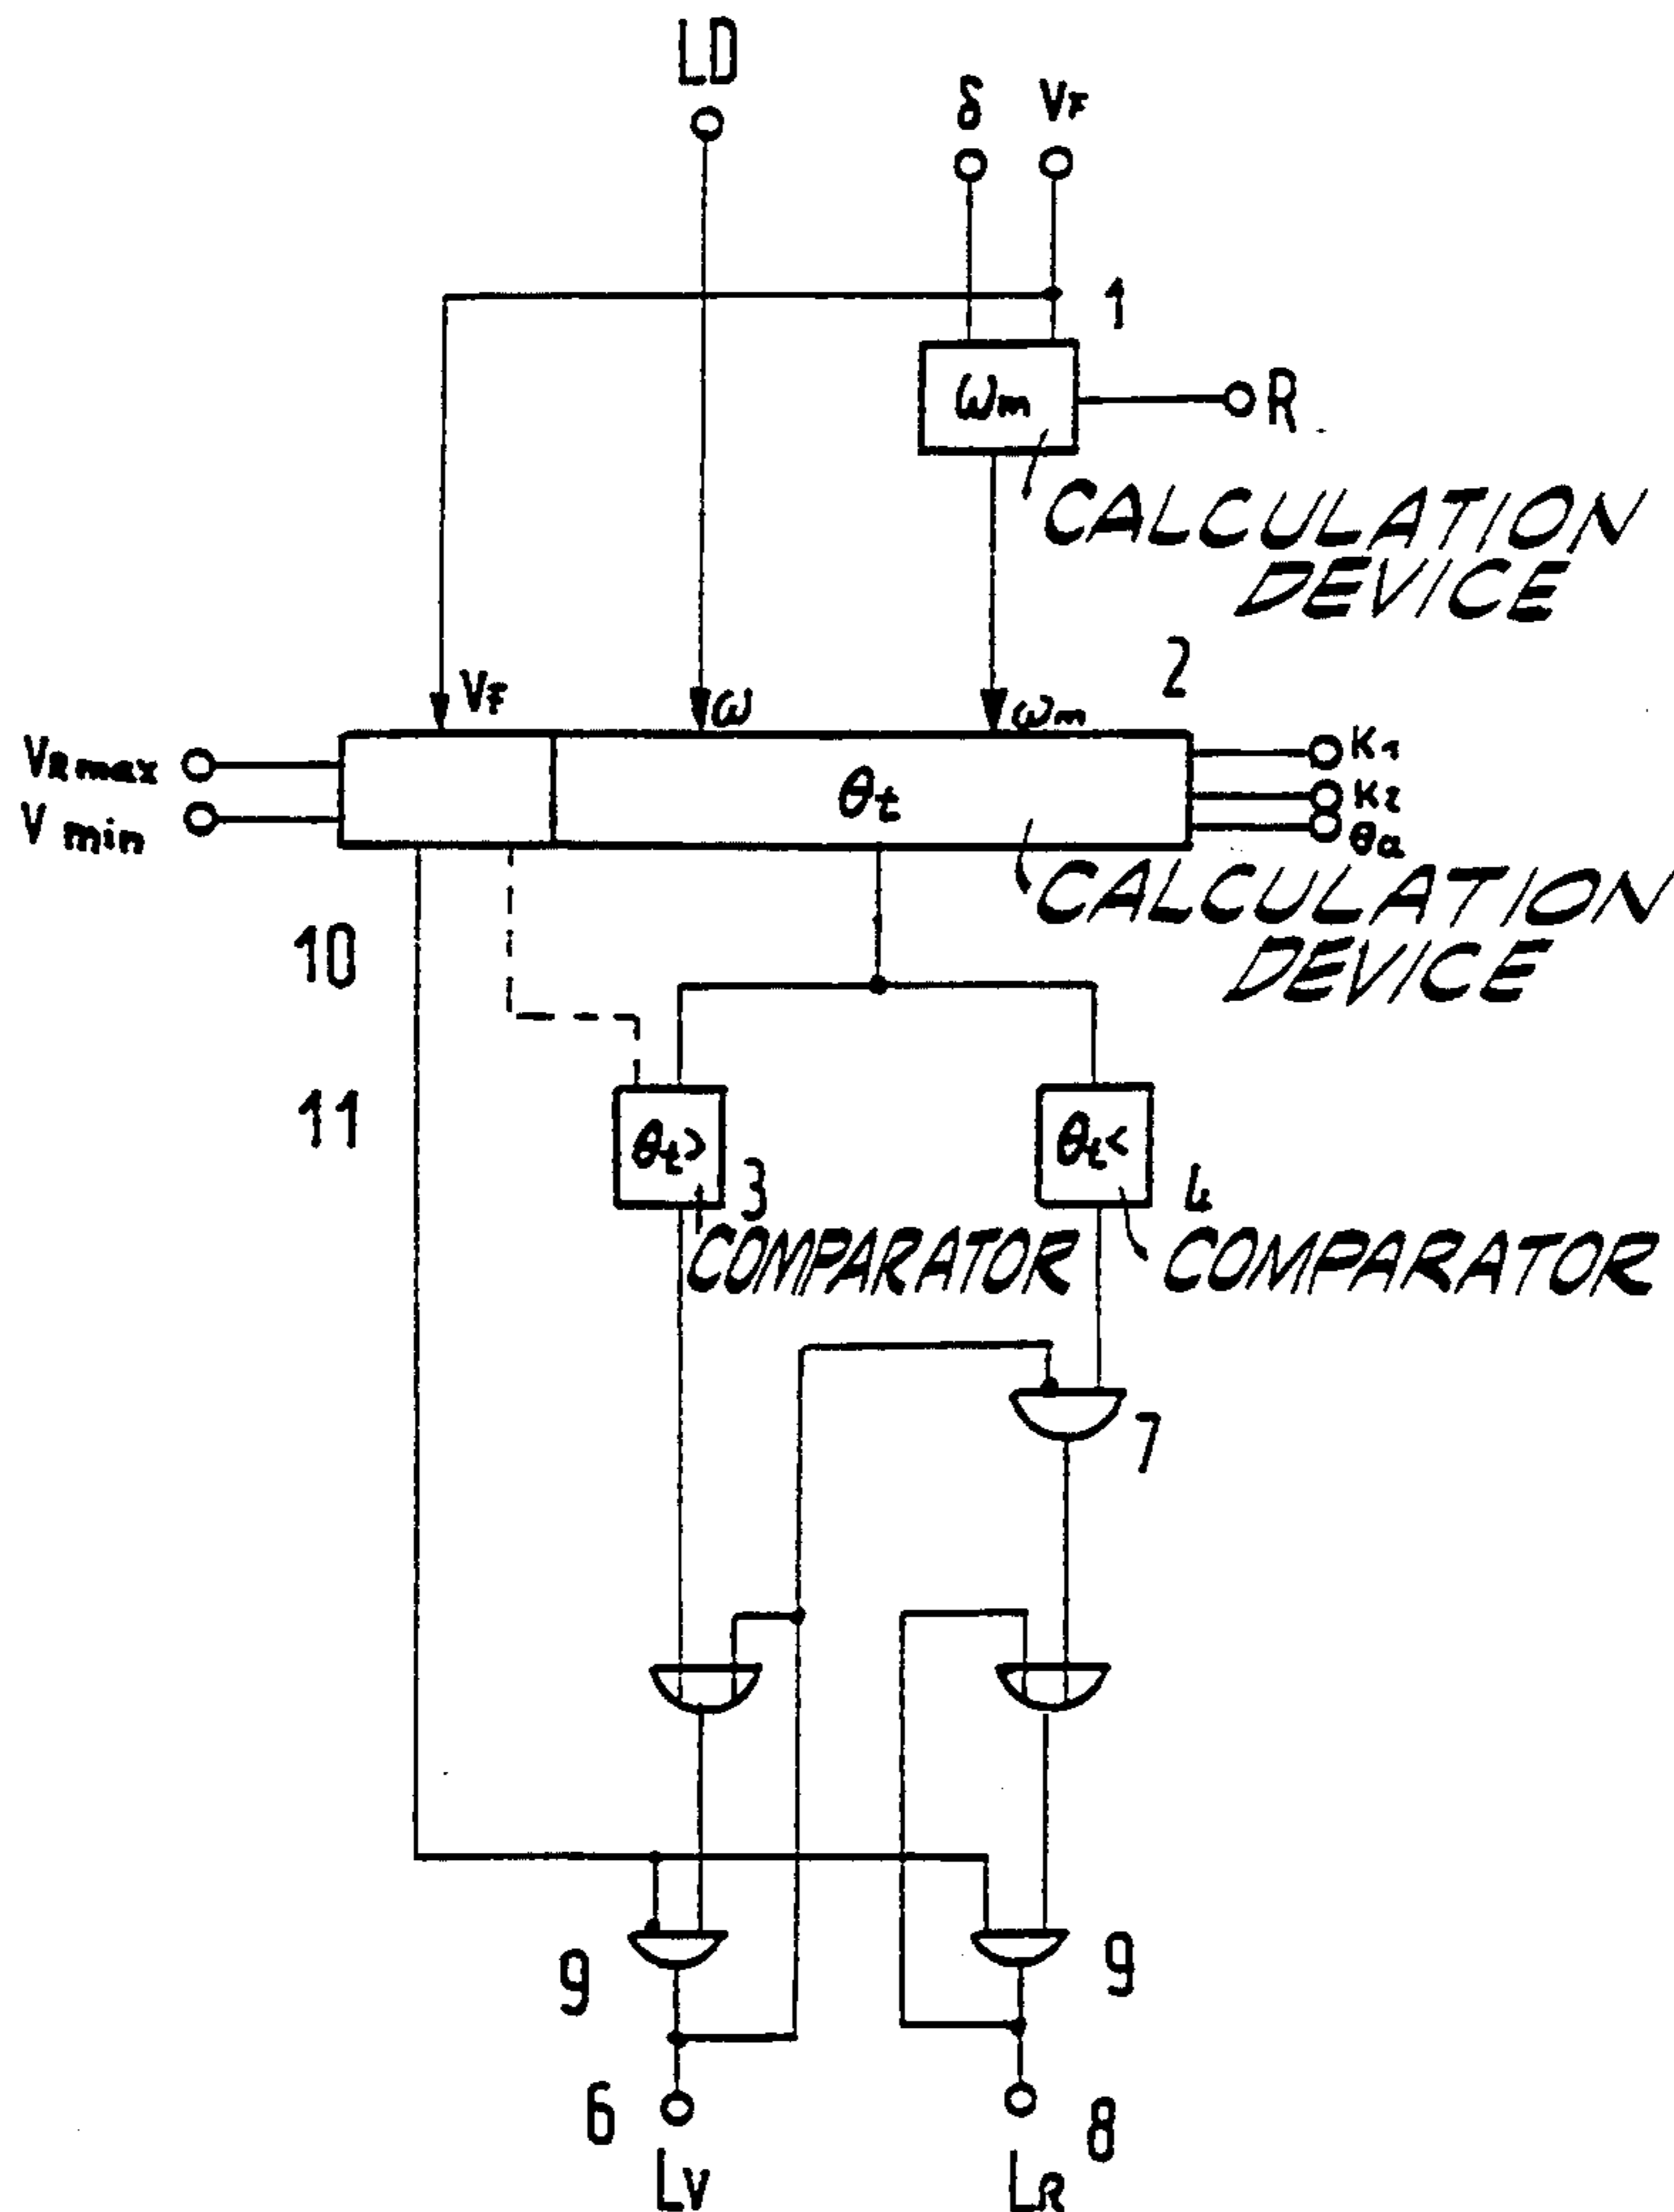 LD
δ VF
1
ωm
R
CALCULATION
DEVICE
2
VF
ω
ωm
VRmax
Vmin
θt
K1
K2
θa
CALCULATION
DEVICE
10
11
θt>
3
θt<
4
COMPARATOR
COMPARATOR
7
9
9
6
8
LV
LR